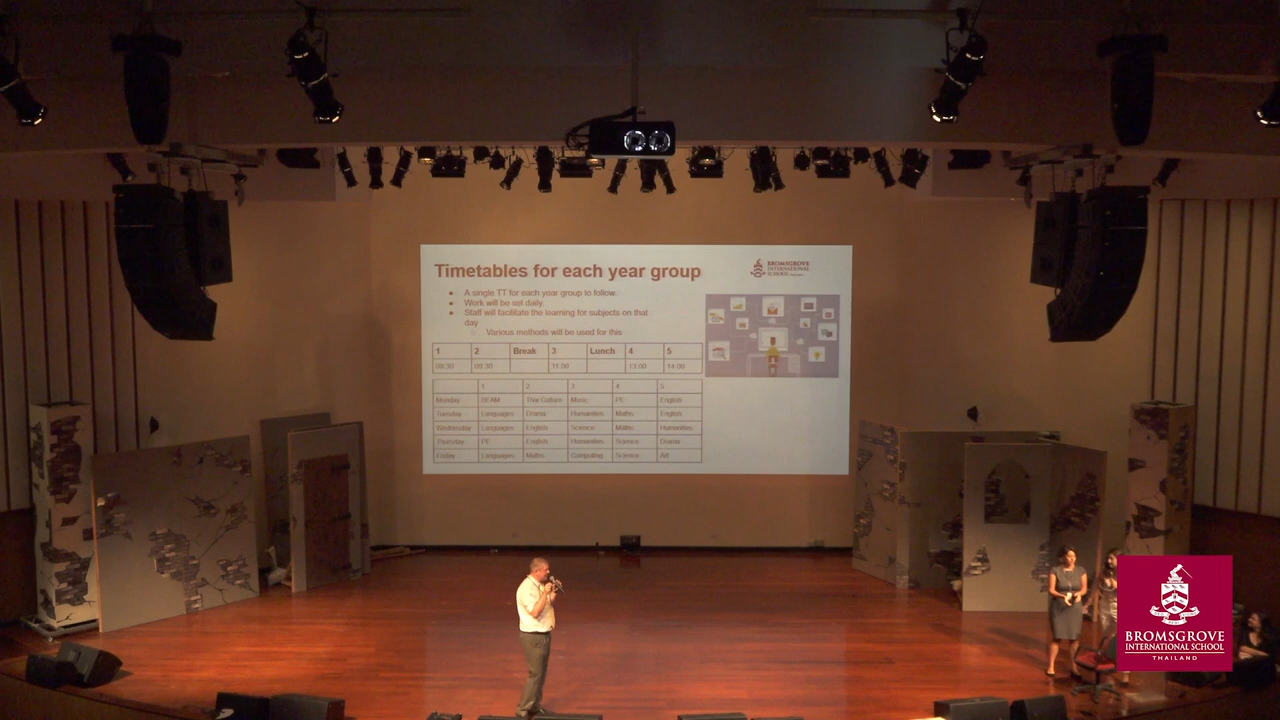 Timetables for each year group
BROMSGROVE
INTERNATIONAL
SCHOOL
● A single TT for each year group to follow.
● Work will be set daily.
● Staff will facilitate the learning for subjects on that
day
○ Various methods will be used for this
1 2 Break 3 Lunch 4 5
08:30 09:30 11:00 13:00 14:00
1 2 3 4 5
Monday BEAM Thai Culture Music PE English
Tuesday Languages Drama Humanities Maths English
Wednesday Languages English Science Maths Humanities
Thursday PE English Humanities Science Drama
Friday Languages Maths Computing Science Art
BROMSGROVE
INTERNATIONAL SCHOOL
THAILAND